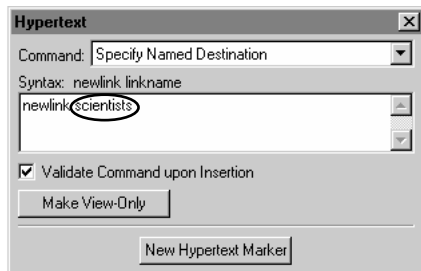 Hypertext
Command: Specify Named Destination
Syntax: newlink linkname
newlink scientists
Validate Command upon Insertion
Make View-Only
New Hypertext Marker